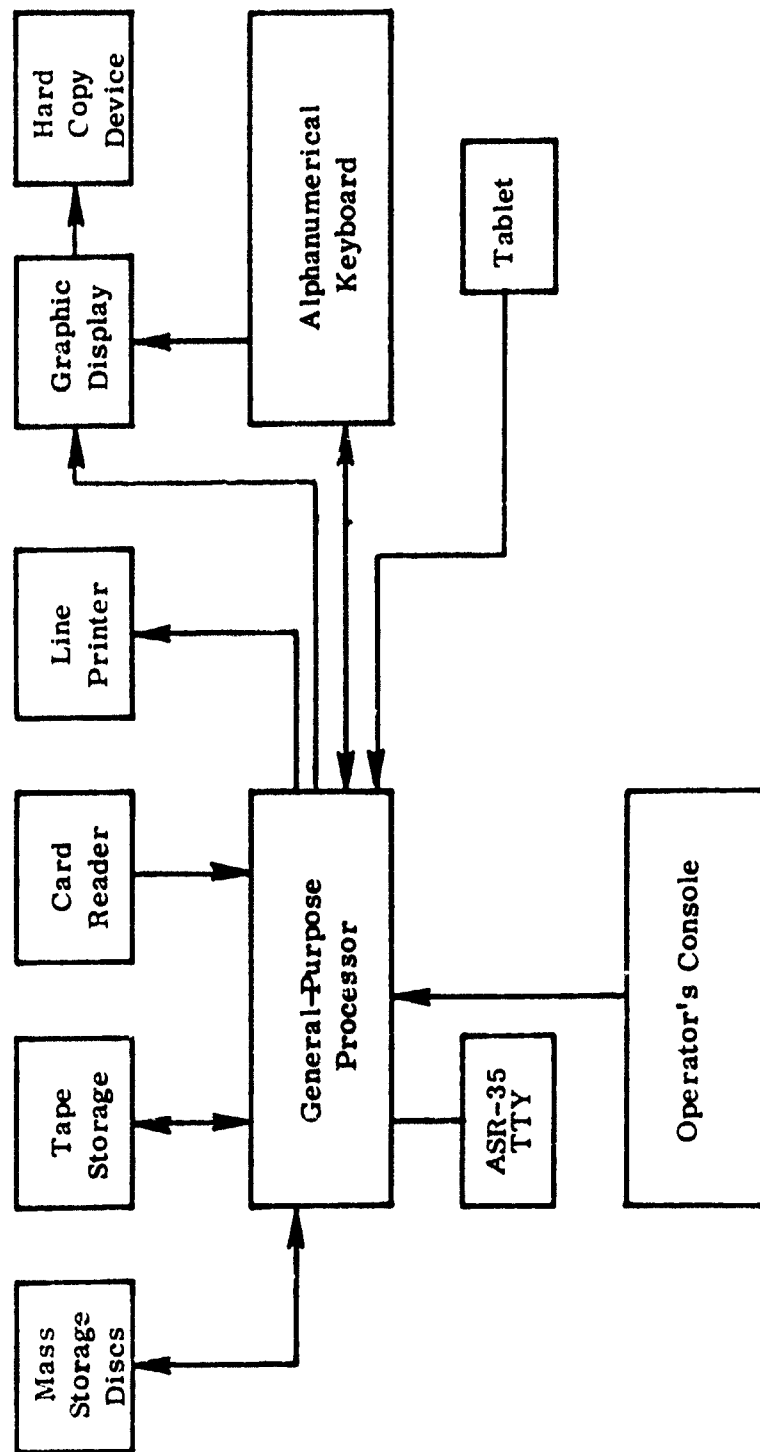 Mass
Storage
Discs
Tape
Storage
Card
Reader
Line
Printer
Graphic
Display
Hard
Copy
Device
General-Purpose
Processor
Alphanumerical
Keyboard
ASR-35
TTY
Tablet
Operator's Console